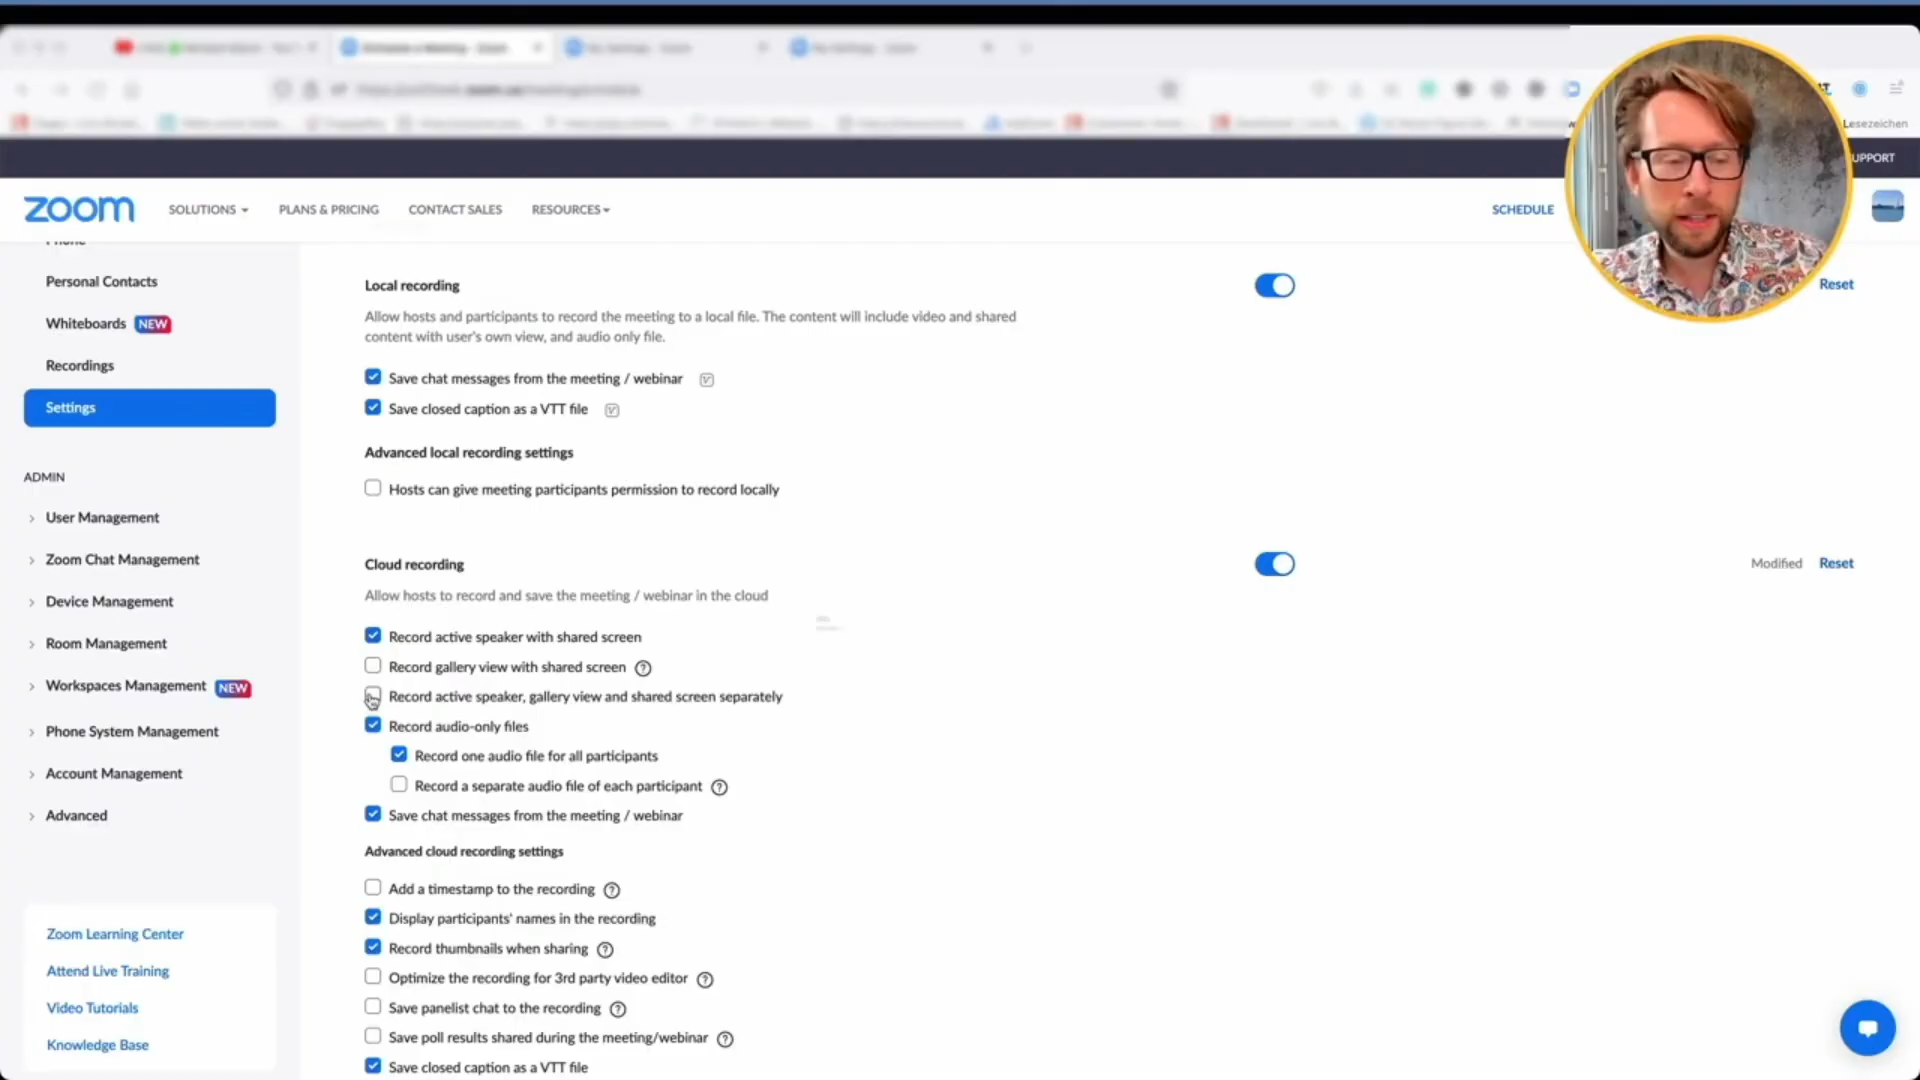 Lesezeichen
UPPORT
zoom
SOLUTIONS
PLANS & PRICING
CONTACT SALES
RESOURCES
SCHEDULE
Phone
Personal Contacts
Whiteboards NEW
Recordings
Settings
ADMIN
User Management
Zoom Chat Management
Device Management
Room Management
Workspaces Management NEW
Phone System Management
Account Management
Advanced
Zoom Learning Center
Attend Live Training
Video Tutorials
Knowledge Base
Local recording
Reset
Allow hosts and participants to record the meeting to a local file. The content will include video and shared
content with user's own view, and audio only file.
Save chat messages from the meeting / webinar
Save closed caption as a VTT file
Advanced local recording settings
Hosts can give meeting participants permission to record locally
Cloud recording
Modified Reset
Allow hosts to record and save the meeting / webinar in the cloud
Record active speaker with shared screen
Record gallery view with shared screen
Record active speaker, gallery view and shared screen separately
Record audio-only files
Record one audio file for all participants
Record a separate audio file of each participant
Save chat messages from the meeting / webinar
Advanced cloud recording settings
Add a timestamp to the recording
Display participants' names in the recording
Record thumbnails when sharing
Optimize the recording for 3rd party video editor
Save panelist chat to the recording
Save poll results shared during the meeting/webinar
Save closed caption as a VTT file